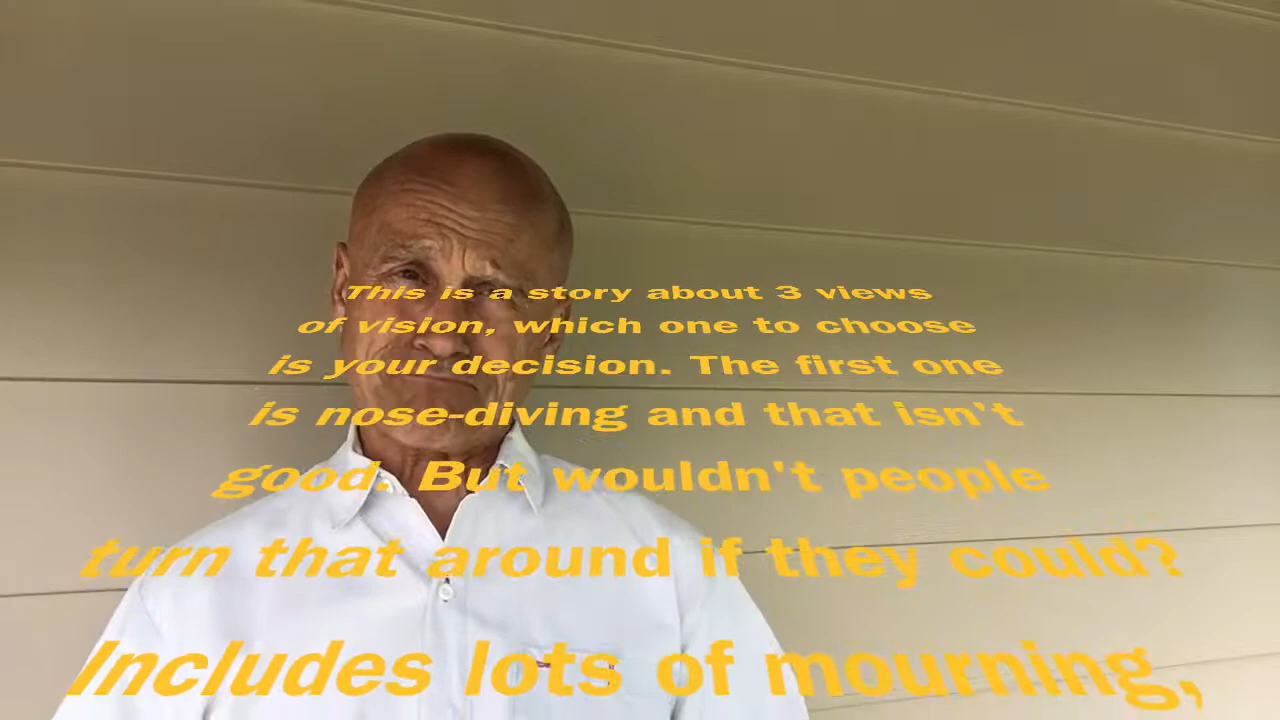 This is a story about 3 views
of vision, which one to choose
is your decision. The first one
is nose-diving and that isn't
good. But wouldn't people
turn that around if they could?
Includes lots of mourning,